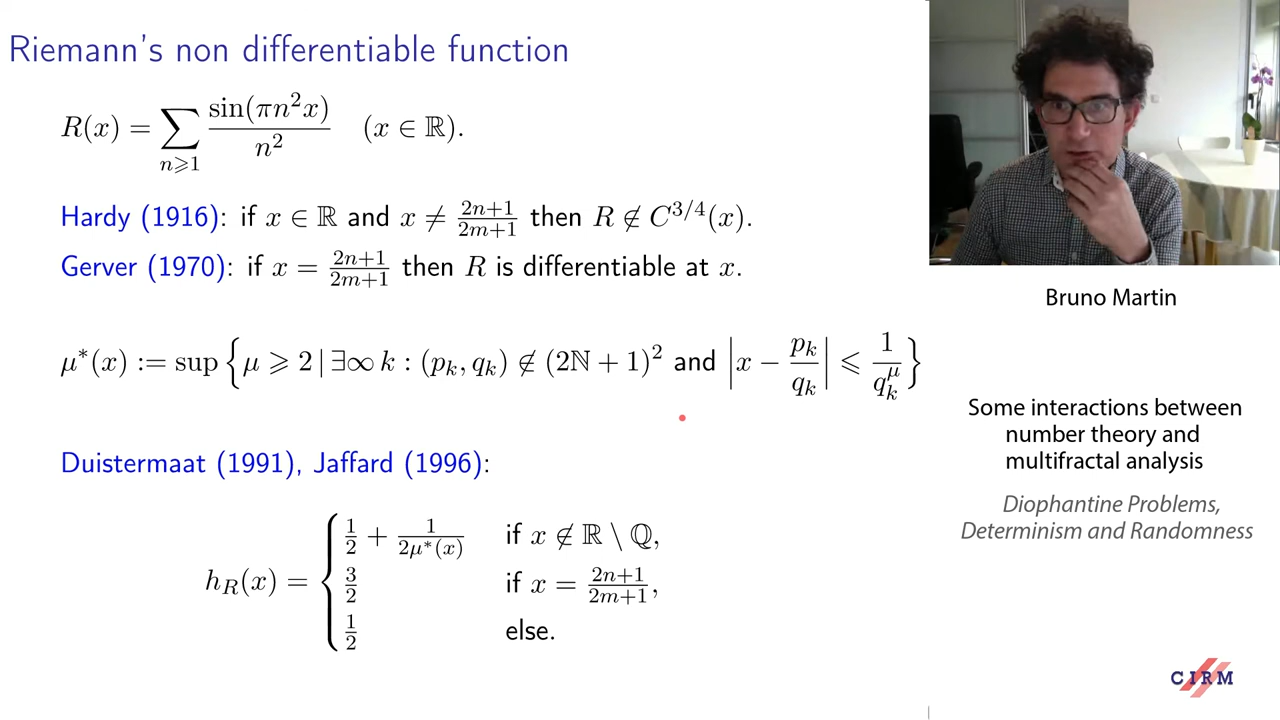 Riemann's non differentiable function
R(x) = ∑_{n⩾1} sin(πn²x)/n² (x ∈ ℝ).
Hardy (1916): if x ∈ ℝ and x ≠ (2n+1)/(2m+1) then R ∉ C^{3/4}(x).
Gerver (1970): if x = (2n+1)/(2m+1) then R is differentiable at x.
μ*(x) := sup { μ ⩾ 2 | ∃∞ k : (p_k, q_k) ∉ (2ℕ + 1)² and |x − p_k/q_k| ⩽ 1/q_k^μ }
Duistermaat (1991), Jaffard (1996):
h_R(x) = {
1/2 + 1/(2μ*(x)) if x ∉ ℝ \ ℚ,
3/2 if x = (2n+1)/(2m+1),
1/2 else.
Bruno Martin
Some interactions between
number theory and
multifractal analysis
Diophantine Problems,
Determinism and Randomness
CIRM